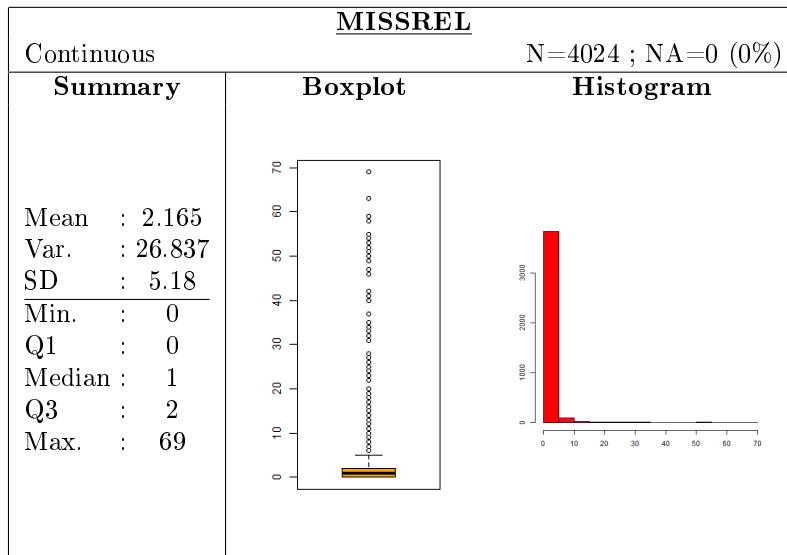 MISSREL
Continuous N=4024 ; NA=0 (0%)
Summary Boxplot Histogram
Mean : 2.165
Var. : 26.837
SD : 5.18
Min. : 0
Q1 : 0
Median : 1
Q3 : 2
Max. : 69
70
60
50
40
30
20
10
0
3000
2000
1000
0
0 10 20 30 40 50 60 70